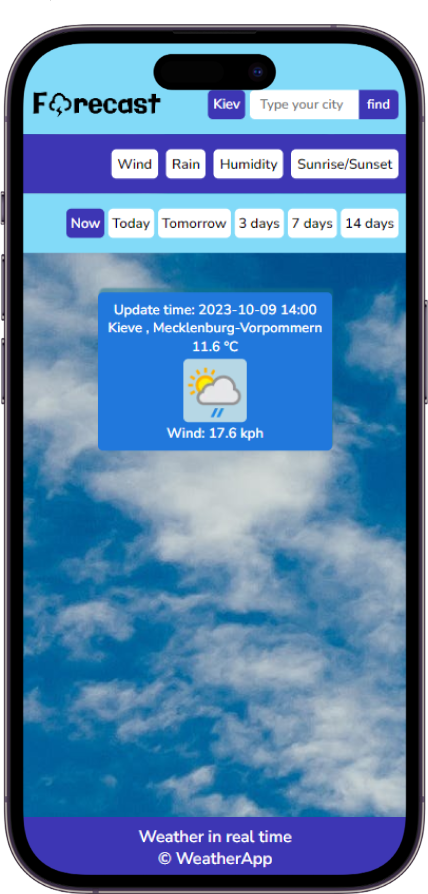 Forecast
Kiev Type your city find
Wind Rain Humidity Sunrise/Sunset
Now Today Tomorrow 3 days 7 days 14 days
Update time: 2023-10-09 14:00
Kieve , Mecklenburg-Vorpommern
11.6 °C
Wind: 17.6 kph
Weather in real time
© WeatherApp